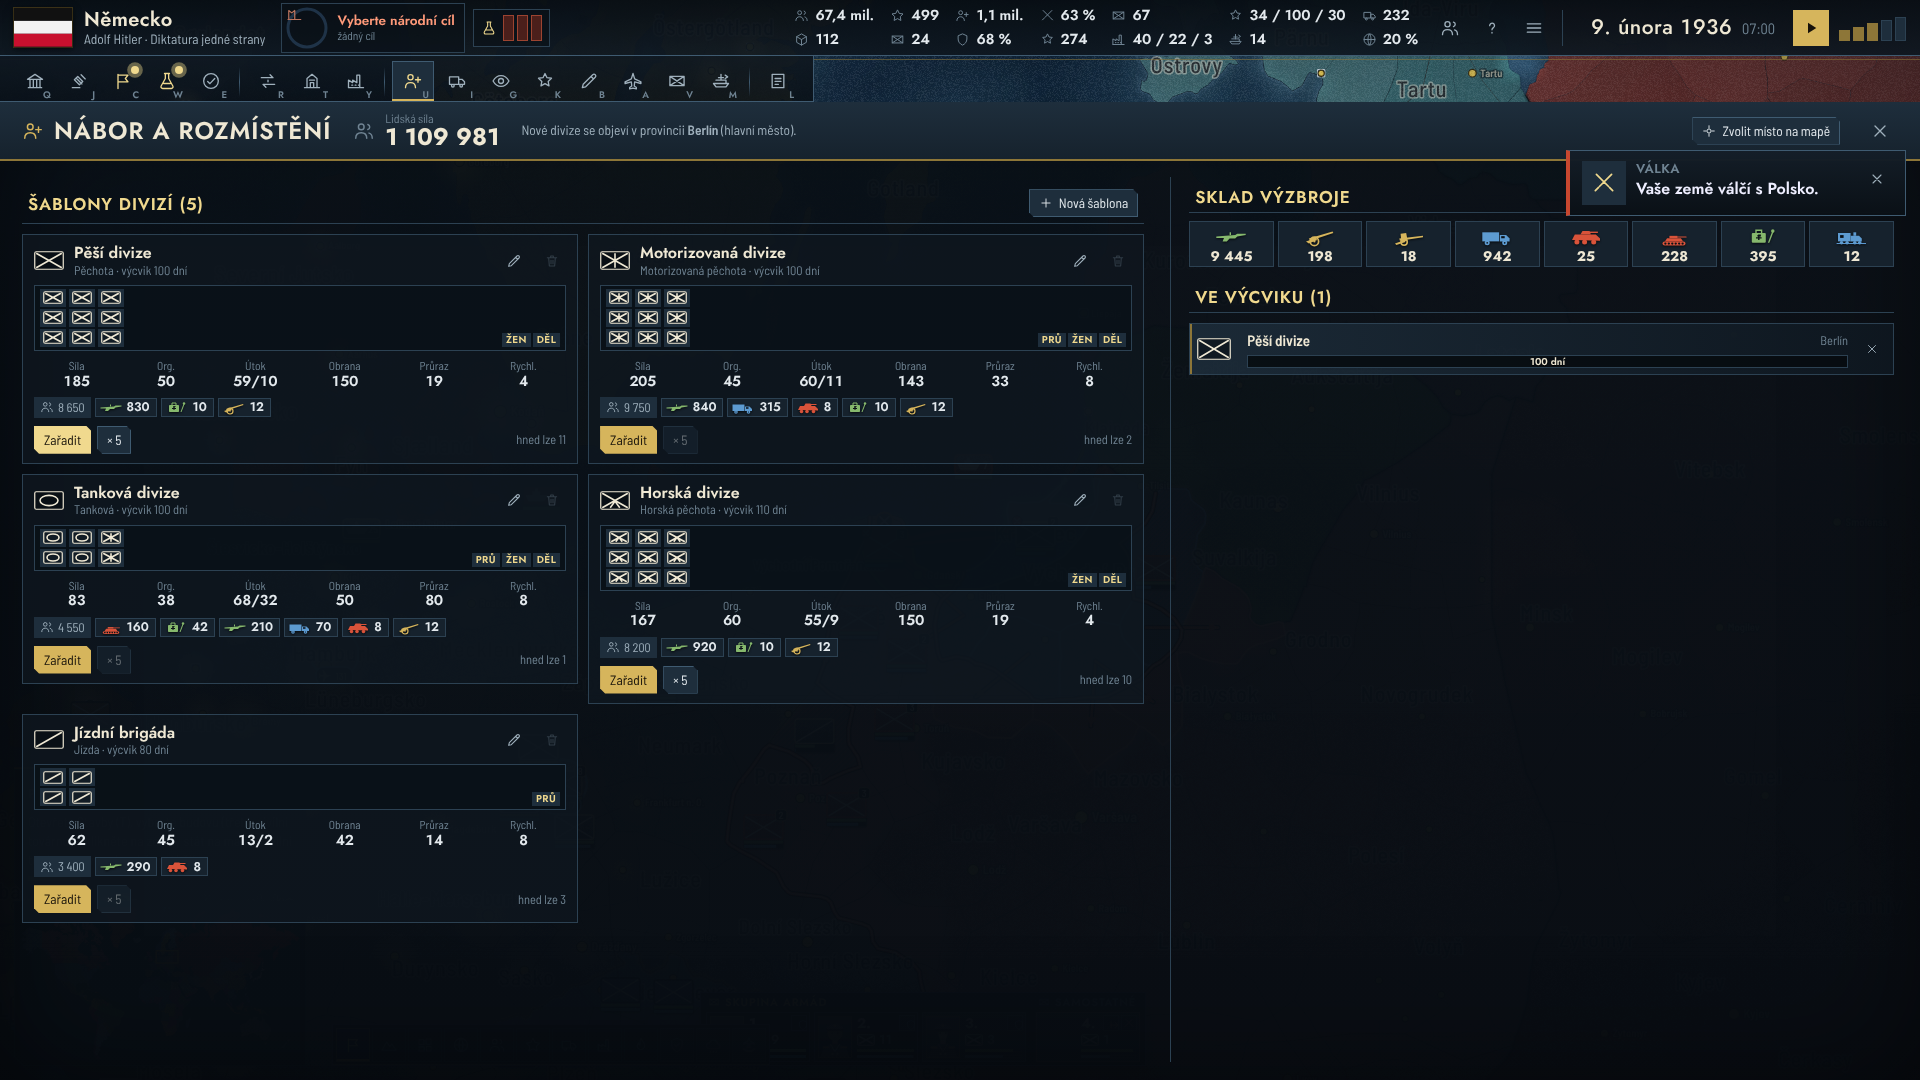 Německo
Adolf Hitler · Diktatura jedné strany
Vyberte národní cíl
žádný cíl
67,4 mil. 499 1,1 mil. 63 % 67 34 / 100 / 30 232
112 24 68 % 274 40 / 22 / 3 14 20 %
?
9. února 1936 07:00
Q J C W E R T Y U I G K B A V M L
Ostrovy
Tartu
Tartu
NÁBOR A ROZMÍSTĚNÍ
Lidská síla
1 109 981
Nové divize se objeví v provincii Berlín (hlavní město).
Zvolit místo na mapě
VÁLKA
Vaše země válčí s Polsko.
ŠABLONY DIVIZÍ (5)
Nová šablona
Pěší divize
Pěchota · výcvik 100 dní
ŽEN DĚL
Síla Org. Útok Obrana Průraz Rychl.
185 50 59/10 150 19 4
8 650 830 10 12
Zařadit × 5 hned lze 11
Motorizovaná divize
Motorizovaná pěchota · výcvik 100 dní
PRŮ ŽEN DĚL
Síla Org. Útok Obrana Průraz Rychl.
205 45 60/11 143 33 8
9 750 840 315 8 10 12
Zařadit × 5 hned lze 2
Tanková divize
Tanková · výcvik 100 dní
PRŮ ŽEN DĚL
Síla Org. Útok Obrana Průraz Rychl.
83 38 68/32 50 80 8
4 550 160 42 210 70 8 12
Zařadit × 5 hned lze 1
Horská divize
Horská pěchota · výcvik 110 dní
ŽEN DĚL
Síla Org. Útok Obrana Průraz Rychl.
167 60 55/9 150 19 4
8 200 920 10 12
Zařadit × 5 hned lze 10
Jízdní brigáda
Jízda · výcvik 80 dní
PRŮ
Síla Org. Útok Obrana Průraz Rychl.
62 45 13/2 42 14 8
3 400 290 8
Zařadit × 5 hned lze 3
SKLAD VÝZBROJE
9 445 198 18 942 25 228 395 12
VE VÝCVIKU (1)
Pěší divize Berlín
100 dní